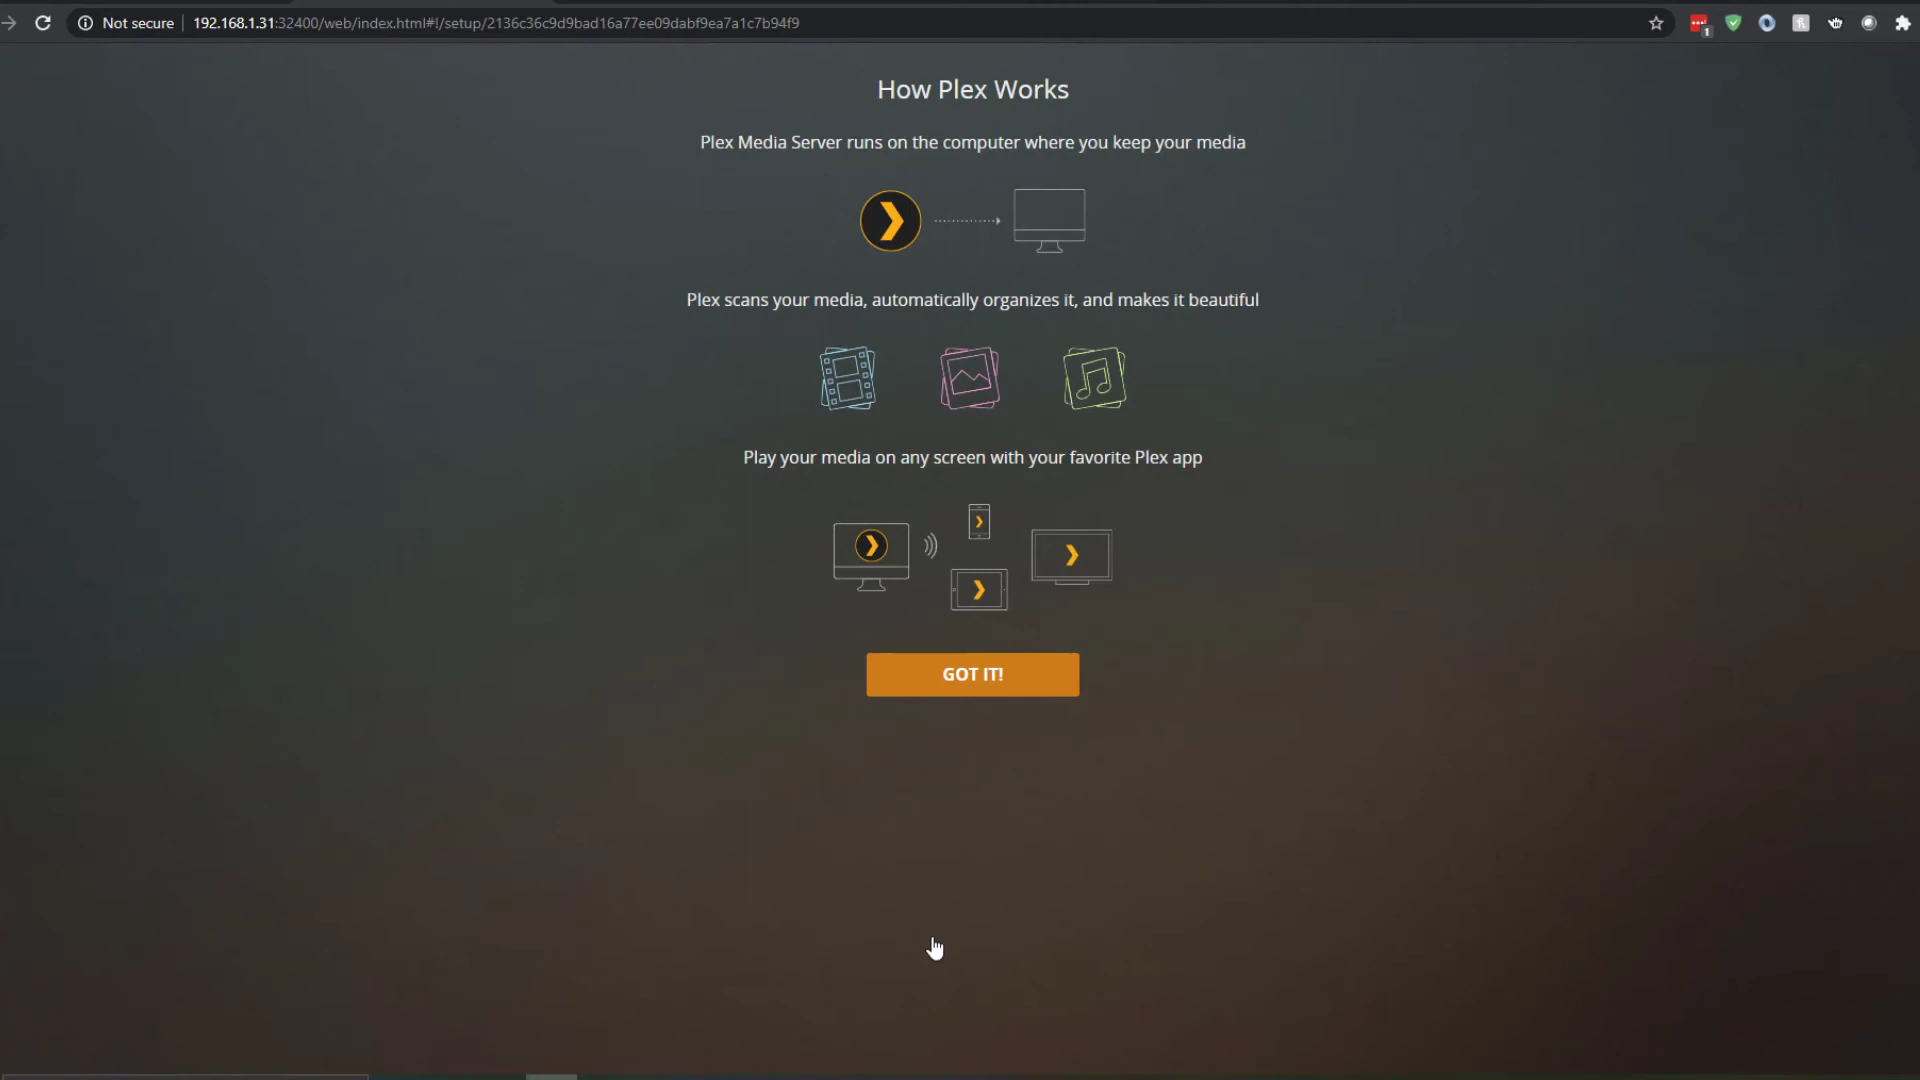 Not secure
192.168.1.31:32400/web/index.html#!/setup/2136c36c9d9bad16a77ee09dabf9ea7a1c7b94f9
1
How Plex Works
Plex Media Server runs on the computer where you keep your media
Plex scans your media, automatically organizes it, and makes it beautiful
Play your media on any screen with your favorite Plex app
GOT IT!